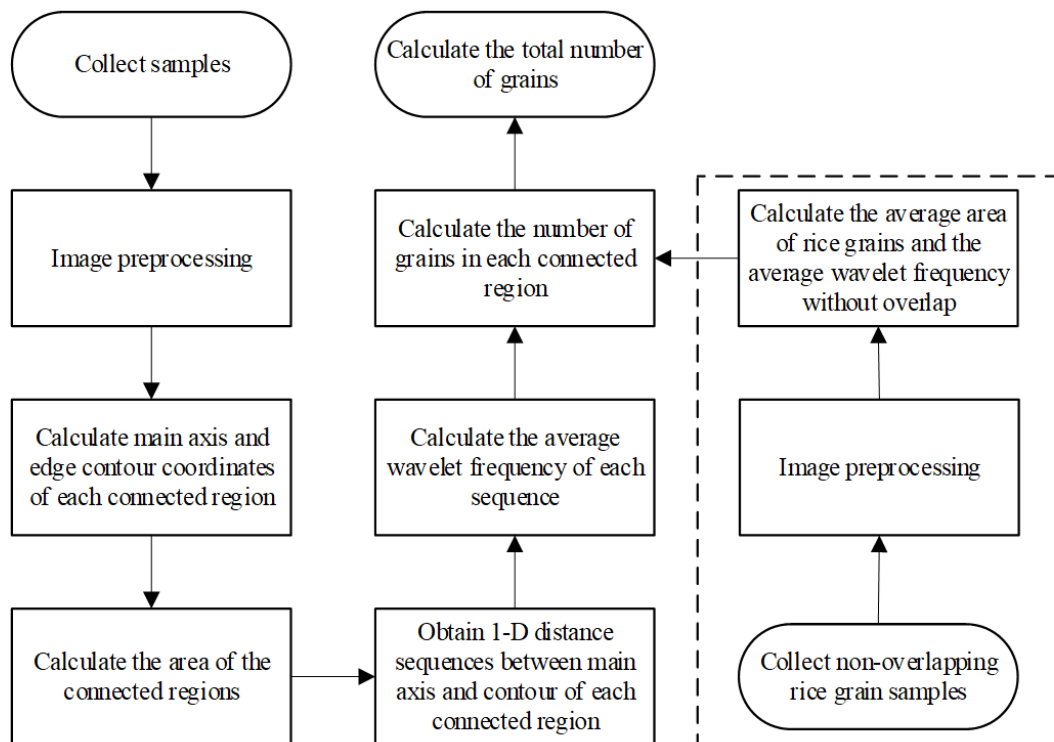 Collect samples
Image preprocessing
Calculate main axis and
edge contour coordinates
of each connected region
Calculate the area of the
connected regions
Obtain 1-D distance
sequences between main
axis and contour of each
connected region
Calculate the average
wavelet frequency of each
sequence
Calculate the number of
grains in each connected
region
Calculate the total number
of grains
Collect non-overlapping
rice grain samples
Image preprocessing
Calculate the average area
of rice grains and the
average wavelet frequency
without overlap